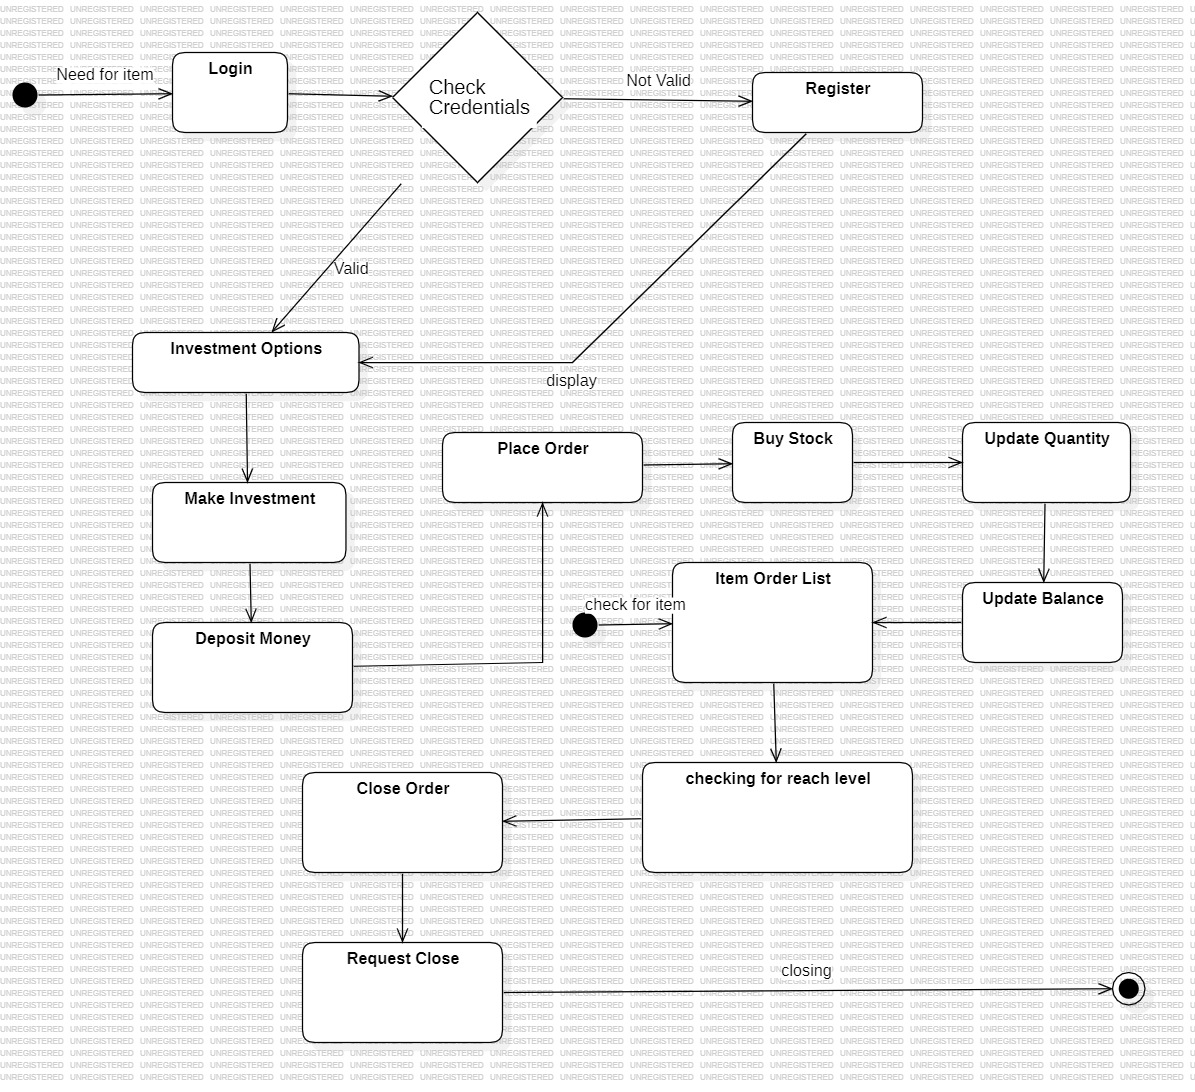 Need for item
Login
Check
Credentials
Not Valid
Register
Valid
Investment Options
display
Place Order
Buy Stock
Update Quantity
Make Investment
Item Order List
check for item
Update Balance
Deposit Money
checking for reach level
Close Order
Request Close
closing
UNREGISTERED